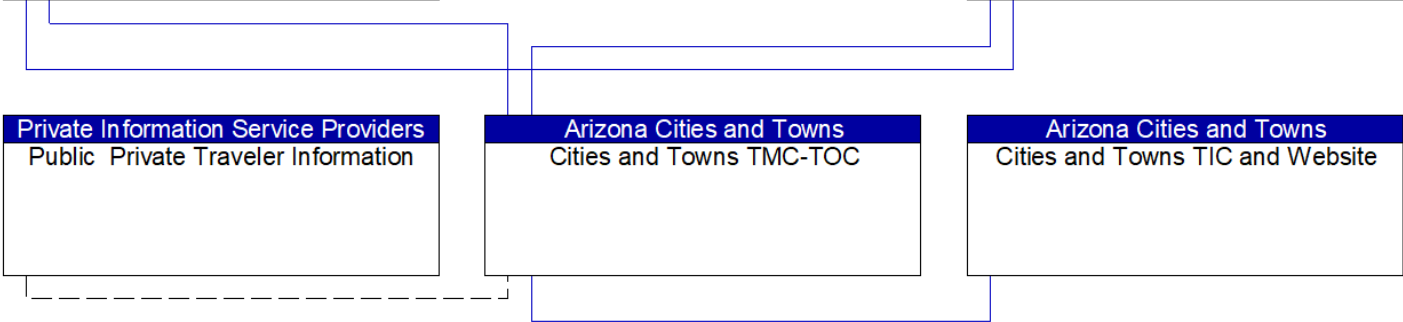 Private Information Service Providers
Public  Private Traveler Information
Arizona Cities and Towns
Cities and Towns TMC-TOC
Arizona Cities and Towns
Cities and Towns TIC and Website